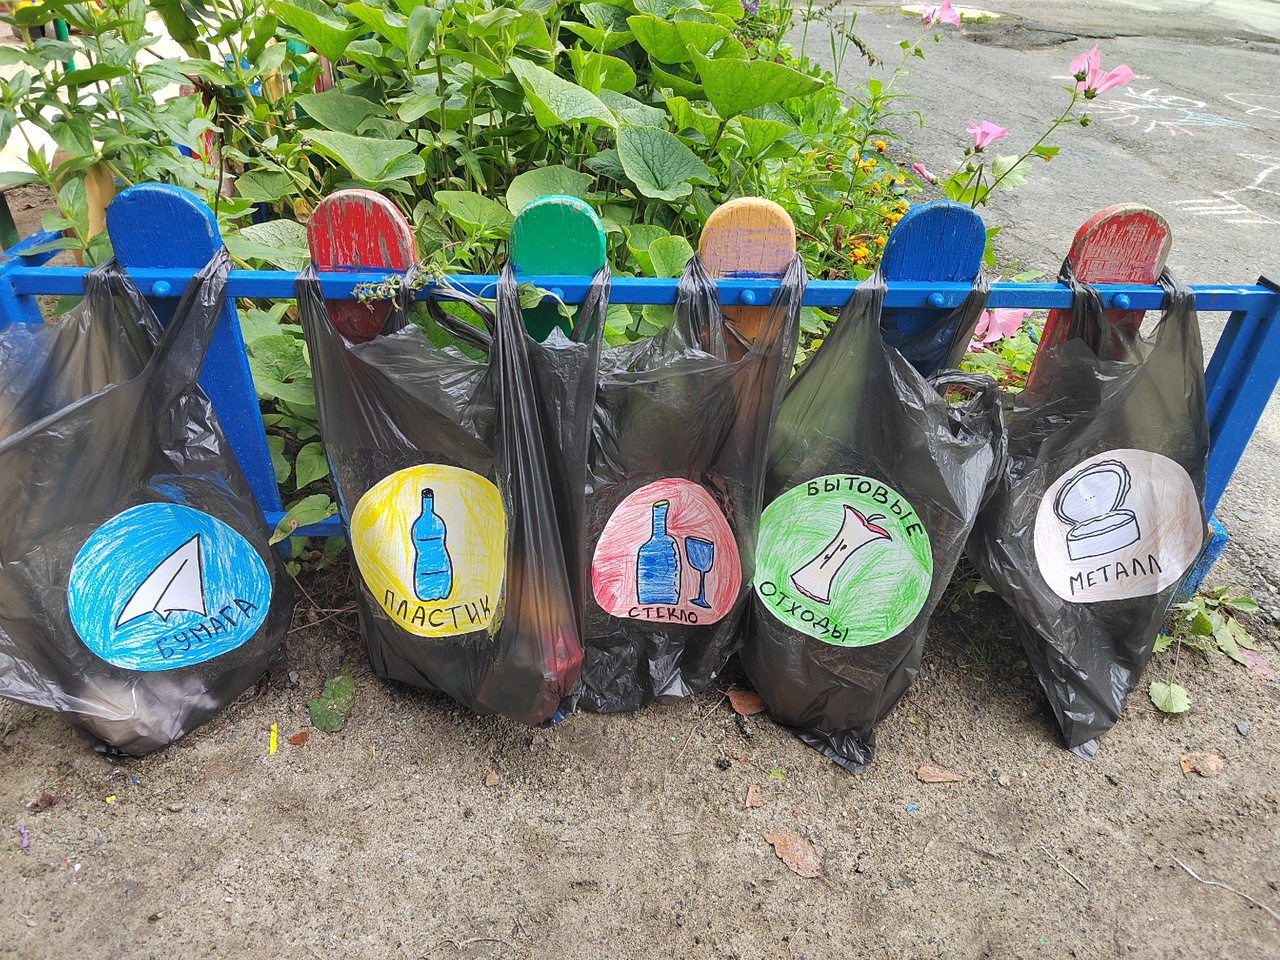 БУМАГА
ПЛАСТИК
СТЕКЛО
БЫТОВЫЕ
ОТХОДЫ
МЕТАЛЛ